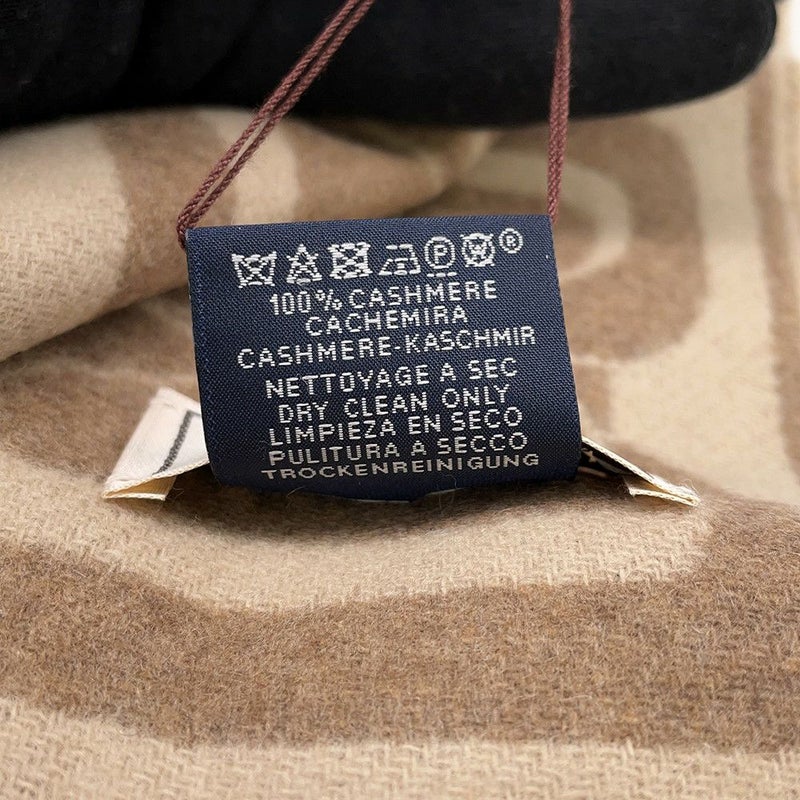 P W ®
100% CASHMERE
CACHEMIRA
CASHMERE-KASCHMIR
NETTOYAGE A SEC
DRY CLEAN ONLY
LIMPIEZA EN SECO
PULITURA A SECCO
TROCKENREINIGUNG